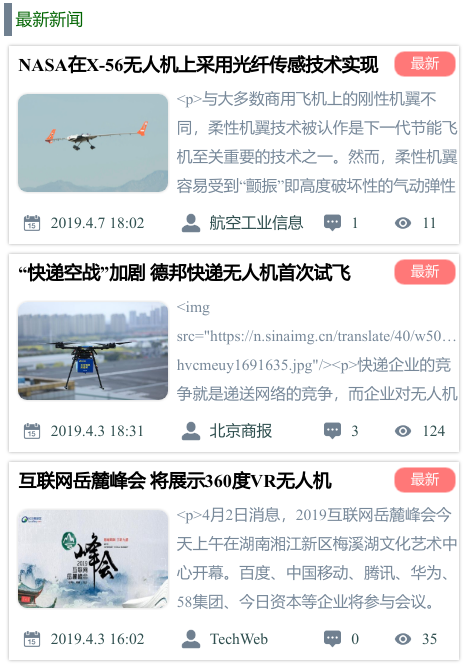 最新新闻
NASA在X-56无人机上采用光纤传感技术实现
最新
<p>与大多数商用飞机上的刚性机翼不
同，柔性机翼技术被认作是下一代节能飞
机至关重要的技术之一。然而，柔性机翼
容易受到“颤振”即高度破坏性的气动弹性
2019.4.7 18:02
航空工业信息
1
11
“快递空战”加剧 德邦快递无人机首次试飞
最新
<img
src="https://n.sinaimg.cn/translate/40/w50…
hvcmeuy1691635.jpg"/><p>快递企业的竞
争就是递送网络的竞争，而企业对无人机
2019.4.3 18:31
北京商报
3
124
互联网岳麓峰会 将展示360度VR无人机
最新
峰会
2019
互联网
岳麓峰会
<p>4月2日消息，2019互联网岳麓峰会今
天上午在湖南湘江新区梅溪湖文化艺术中
心开幕。百度、中国移动、腾讯、华为、
58集团、今日资本等企业将参与会议。
2019.4.3 16:02
TechWeb
0
35